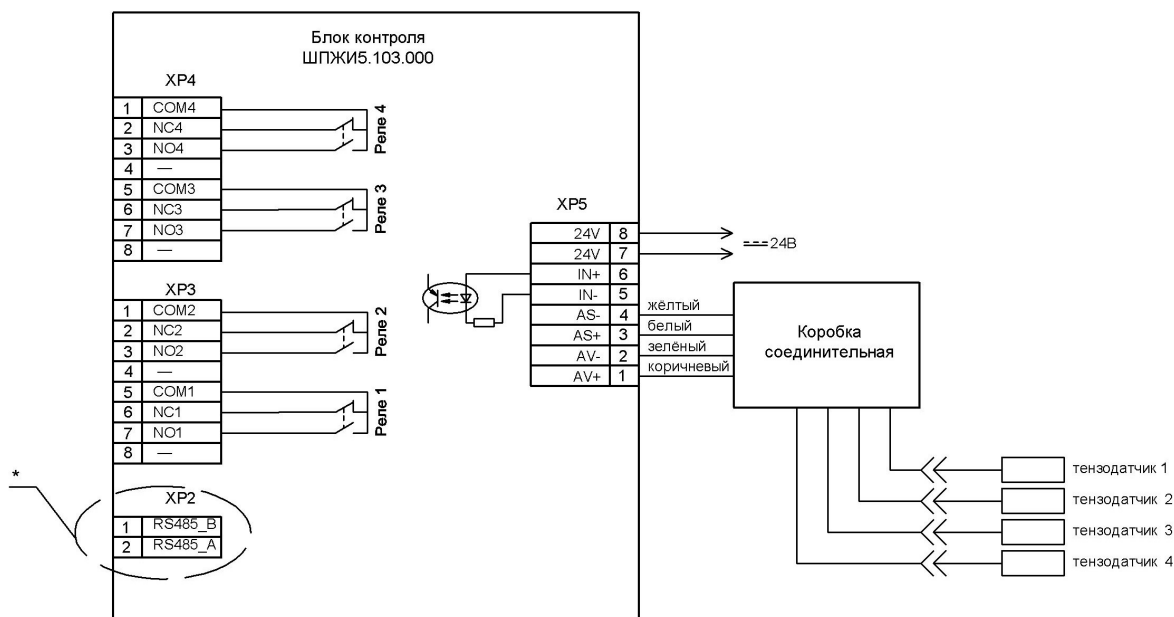 Блок контроля
ШПЖИ5.103.000
XP4
1 COM4
2 NC4
3 NO4
4 —
5 COM3
6 NC3
7 NO3
8 —
Реле 4
Реле 3
XP3
1 COM2
2 NC2
3 NO2
4 —
5 COM1
6 NC1
7 NO1
8 —
Реле 2
Реле 1
*
XP2
1 RS485_B
2 RS485_A
XP5
24V 8
24V 7
IN+ 6
IN- 5
AS- 4
AS+ 3
AV- 2
AV+ 1
24В
жёлтый
белый
зелёный
коричневый
Коробка
соединительная
тензодатчик 1
тензодатчик 2
тензодатчик 3
тензодатчик 4